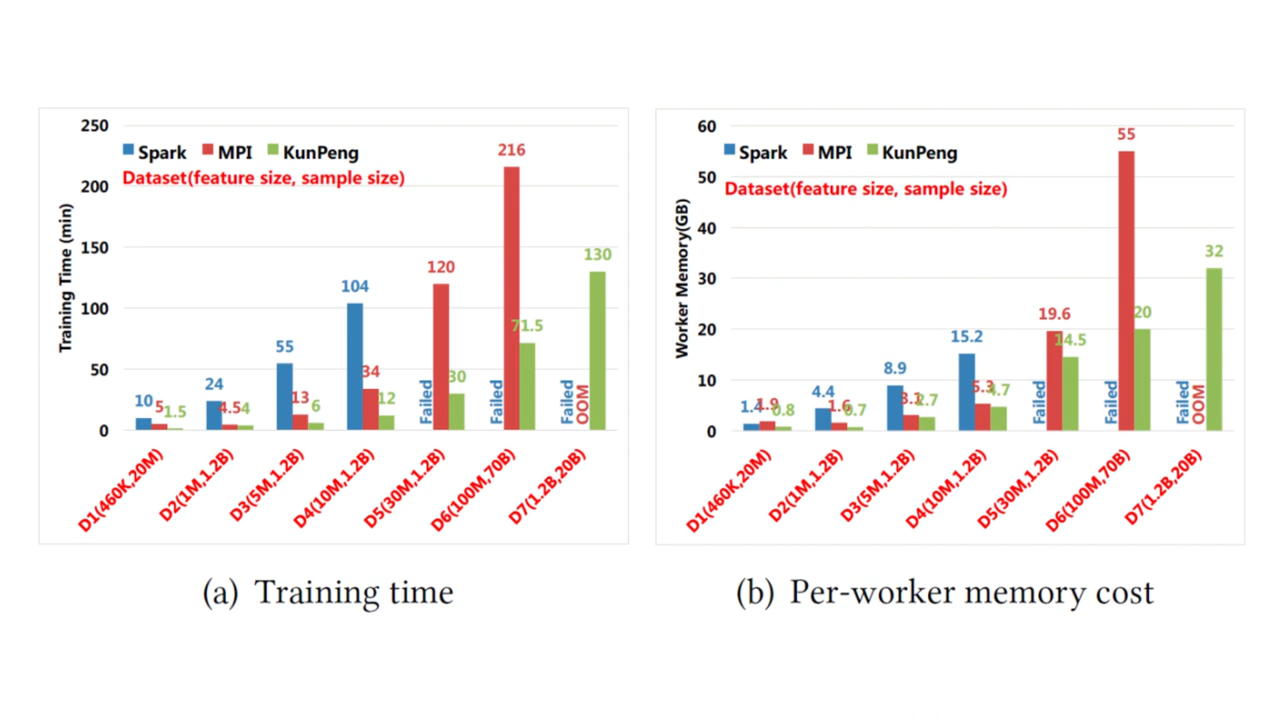 250
200
150
100
50
0
Training Time (min)
Spark MPI KunPeng
Dataset(feature size, sample size)
10 5 1.5
24 4.5 4
55 13 6
104 34 12
Failed 120 30
Failed 216 71.5
Failed OOM 130
D1(460K,20M)
D2(1M,1.2B)
D3(5M,1.2B)
D4(10M,1.2B)
D5(30M,1.2B)
D6(100M,70B)
D7(1.2B,20B)
(a) Training time
60
50
40
30
20
10
0
Worker Memory(GB)
Spark MPI KunPeng
Dataset(feature size, sample size)
1.4 1.9 0.8
4.4 1.6 0.7
8.9 3.1 2.7
15.2 5.3 4.7
Failed 19.6 14.5
Failed 55 20
Failed OOM 32
D1(460K,20M)
D2(1M,1.2B)
D3(5M,1.2B)
D4(10M,1.2B)
D5(30M,1.2B)
D6(100M,70B)
D7(1.2B,20B)
(b) Per-worker memory cost